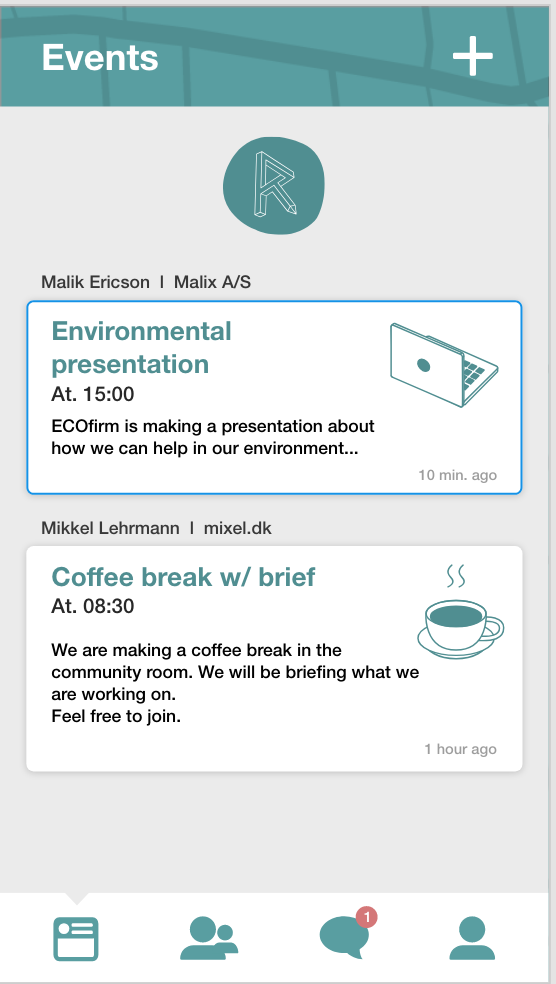 Events
Malik Ericson | Malix A/S
Environmental
presentation
At. 15:00
ECOfirm is making a presentation about
how we can help in our environment...
10 min. ago
Mikkel Lehrmann | mixel.dk
Coffee break w/ brief
At. 08:30
We are making a coffee break in the
community room. We will be briefing what we
are working on.
Feel free to join.
1 hour ago
1